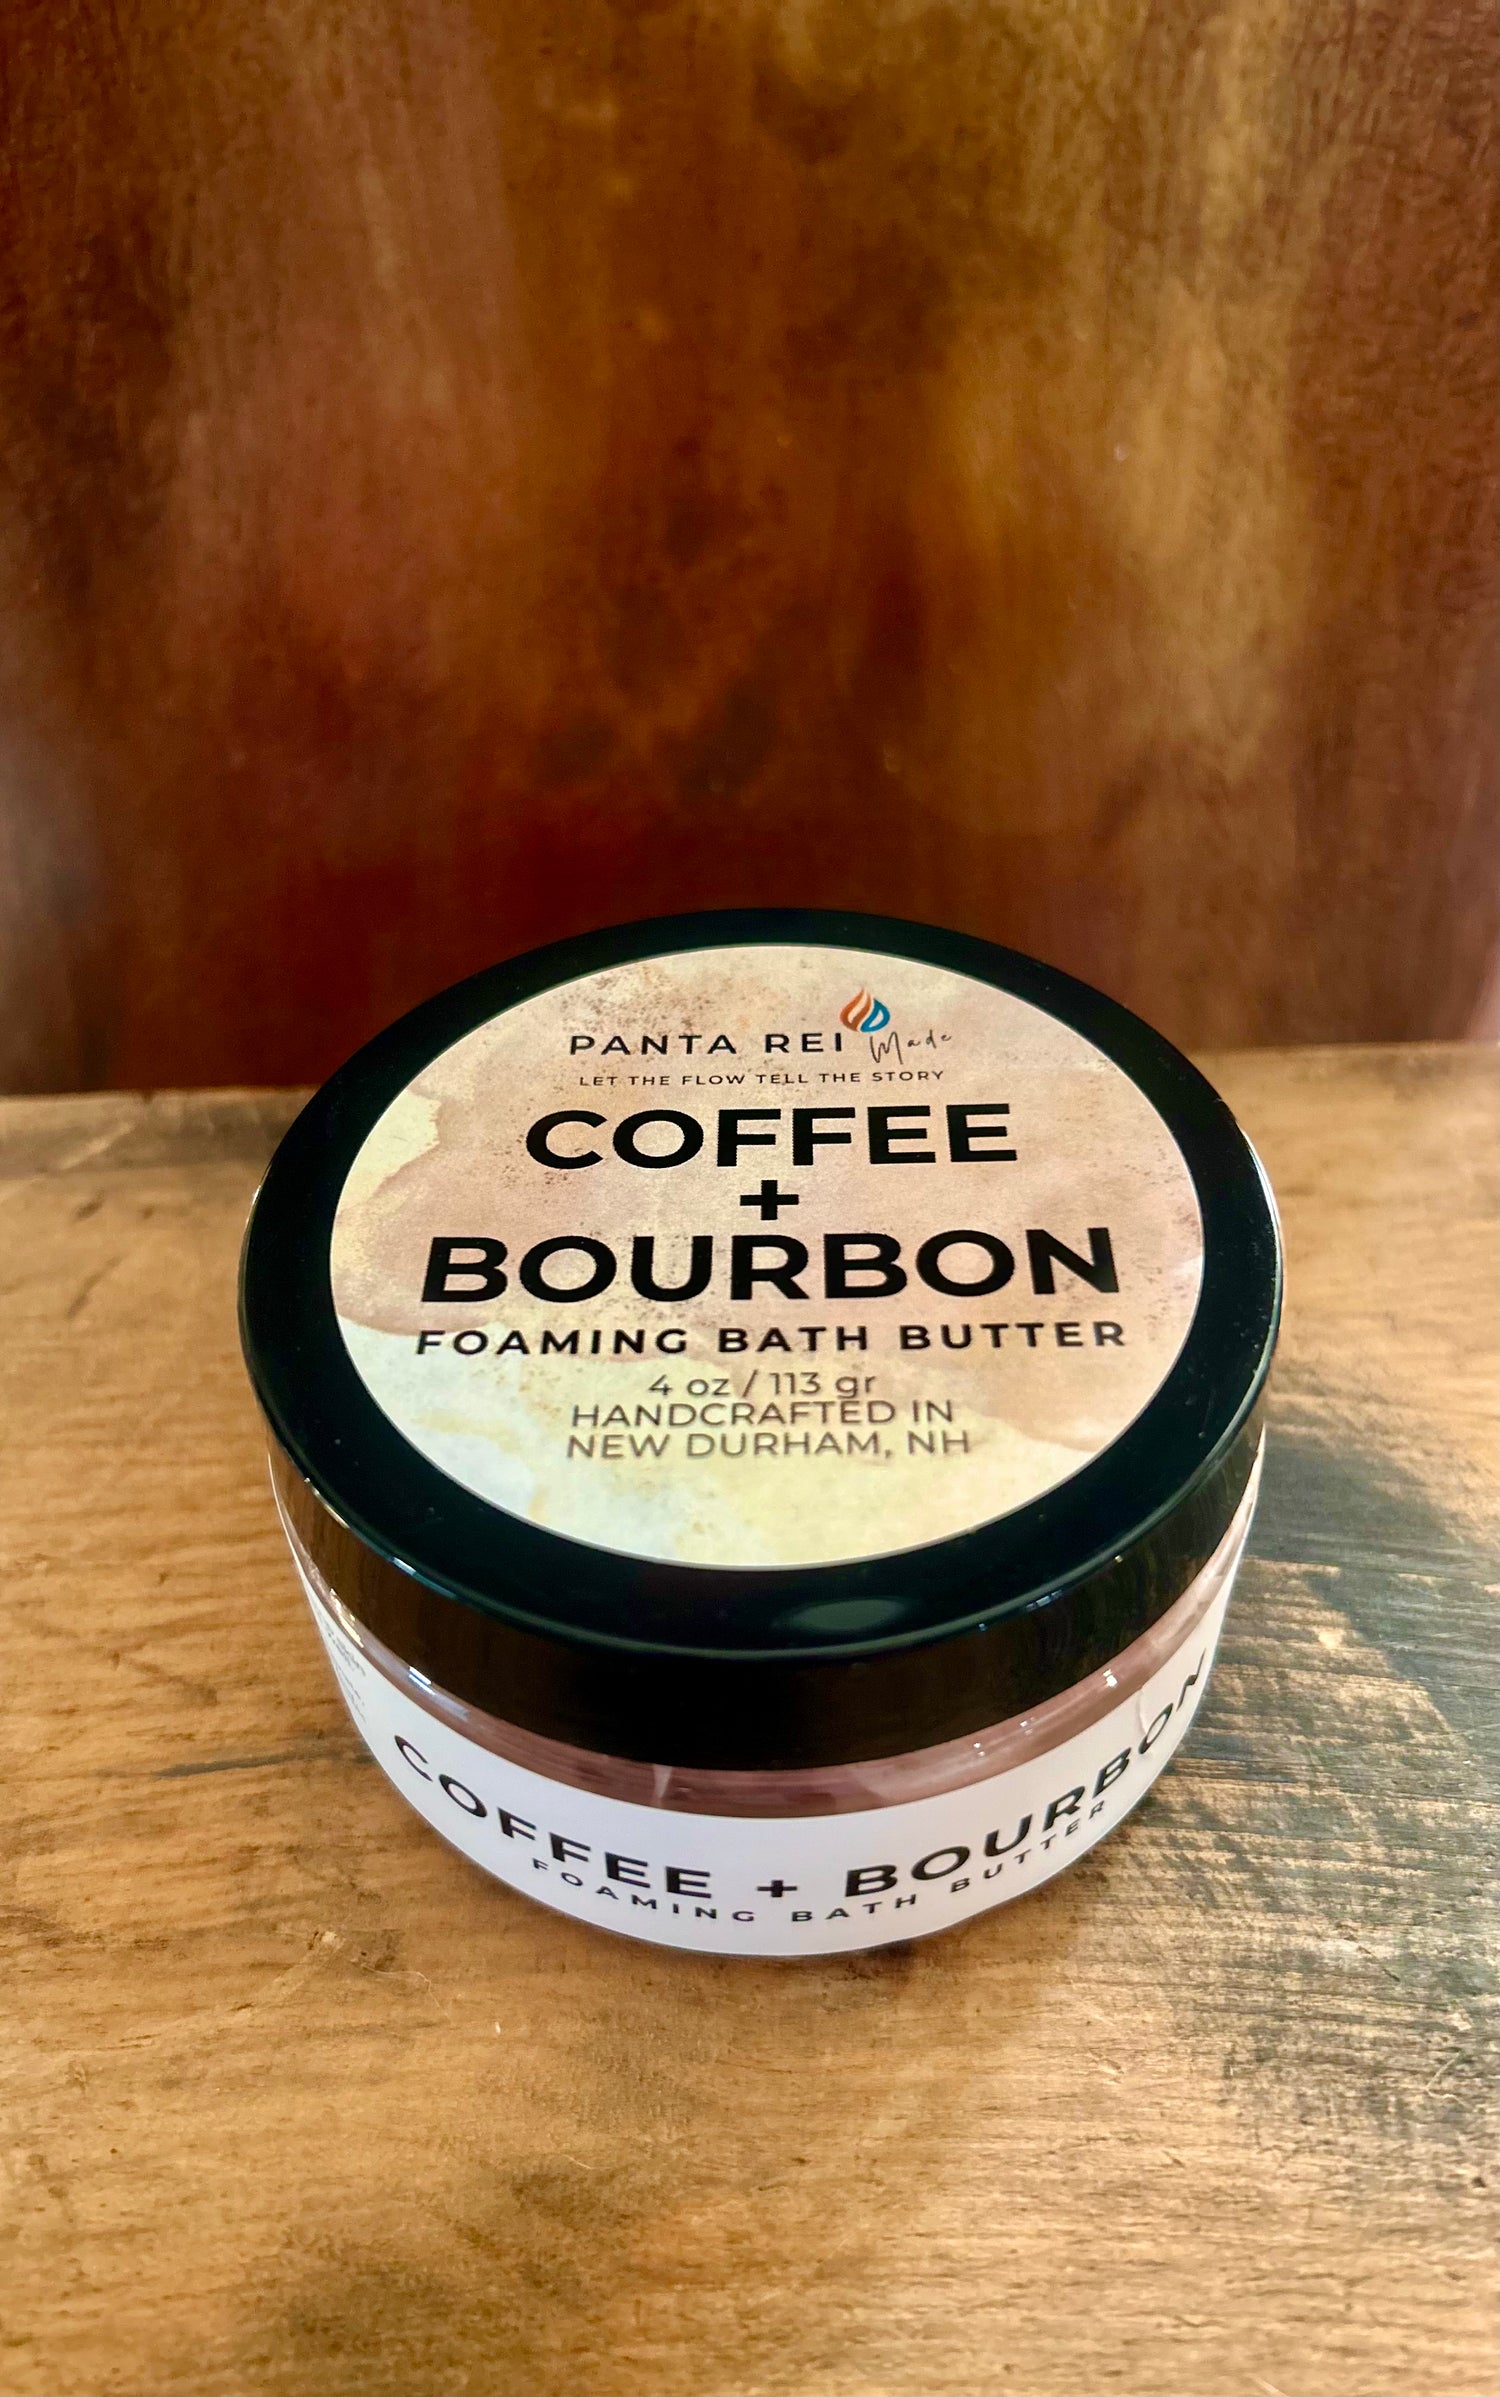 PANTA REI Made
LET THE FLOW TELL THE STORY
COFFEE
+
BOURBON
FOAMING BATH BUTTER
4 oz / 113 gr
HANDCRAFTED IN
NEW DURHAM, NH
COFFEE + BOURBON
FOAMING BATH BUTTER